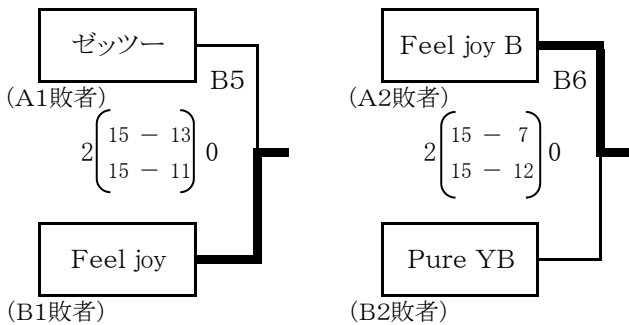 ゼッツー
B5
(A1敗者)
2 15 － 13 0
15 － 11
Feel joy
(B1敗者)
Feel joy B
B6
(A2敗者)
2 15 － 7 0
15 － 12
Pure YB
(B2敗者)